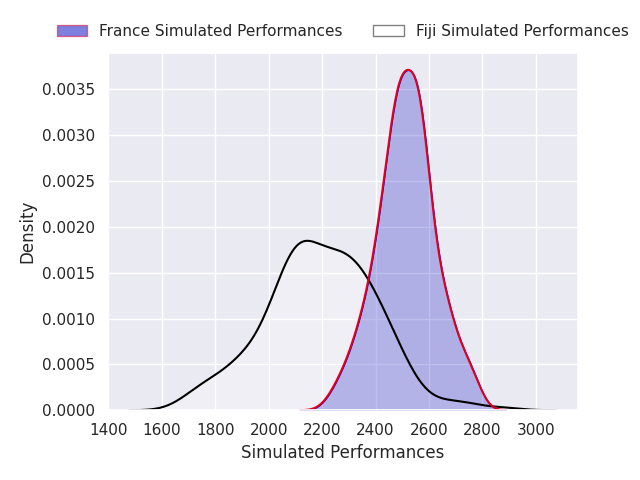 France Simulated Performances
Fiji Simulated Performances
0.0035
0.0030
0.0025
0.0020
0.0015
0.0010
0.0005
0.0000
Density
1400 1600 1800 2000 2200 2400 2600 2800 3000
Simulated Performances